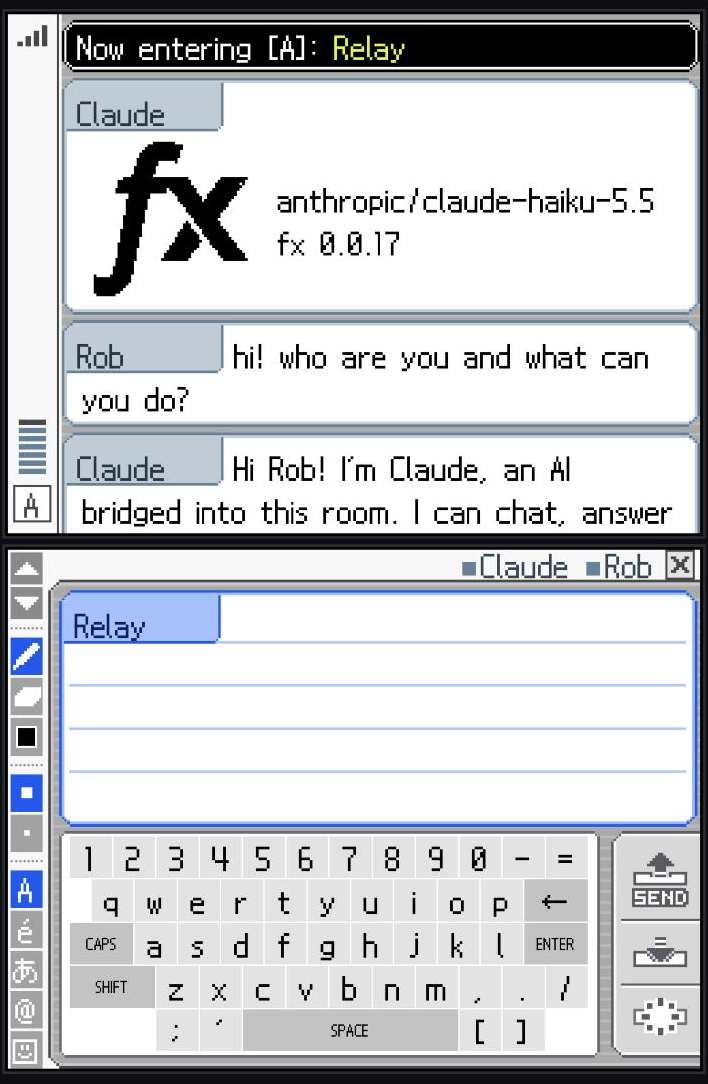 Now entering [A]: Relay
Claude
fx
anthropic/claude-haiku-5.5
fx 0.0.17
Rob hi! who are you and what can
you do?
Claude Hi Rob! I'm Claude, an AI
bridged into this room. I can chat, answer
A
Claude Rob
Relay
1 2 3 4 5 6 7 8 9 0 - =
q w e r t y u i o p ←
CAPS a s d f g h j k l ENTER
SHIFT z x c v b n m , . /
; ´ SPACE [ ]
SEND
A
é
あ
@